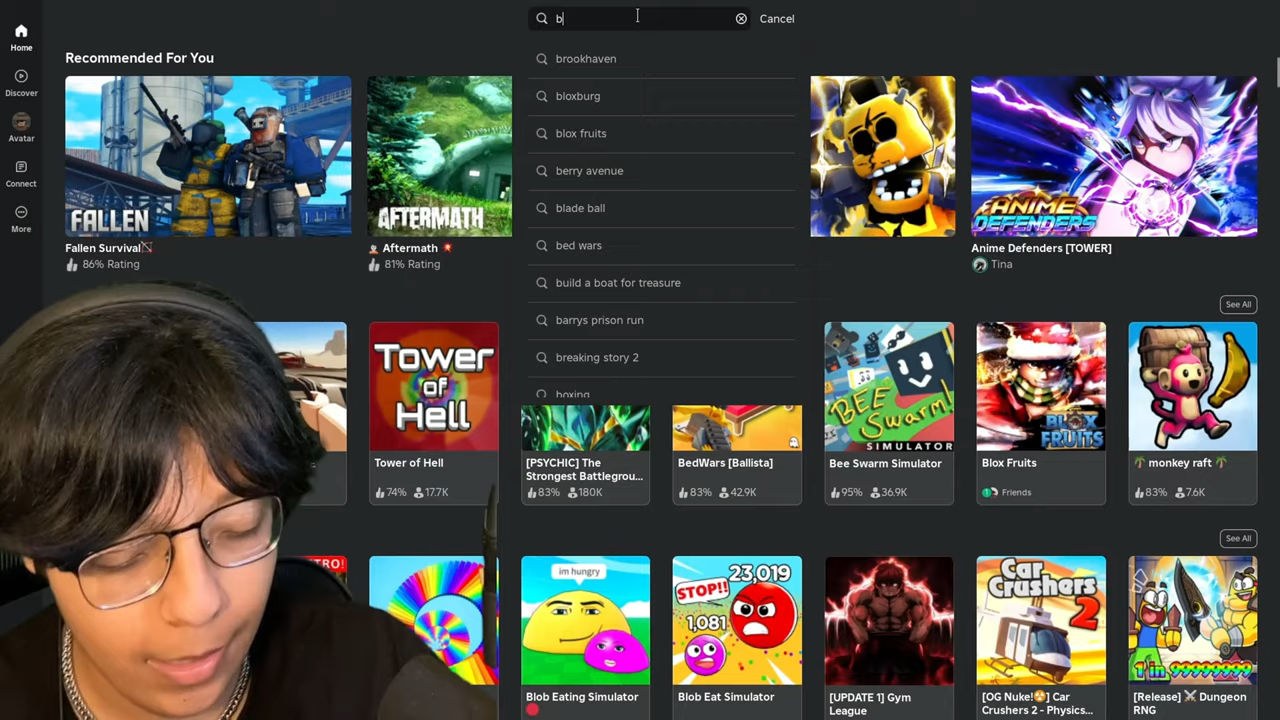 b
Cancel
Home
Discover
Avatar
Connect
More
Recommended For You
brookhaven
bloxburg
blox fruits
berry avenue
blade ball
bed wars
build a boat for treasure
barrys prison run
breaking story 2
boxing
FALLEN
Fallen Survival
86% Rating
AFTERMATH
Aftermath
81% Rating
ANIME
DEFENDERS
Anime Defenders [TOWER]
Tina
See All
Tower
of
Hell
Tower of Hell
74% 17.7K
[PSYCHIC] The
Strongest Battlegrou...
83% 180K
BedWars [Ballista]
83% 42.9K
BEE
Swarm!
SIMULATOR
Bee Swarm Simulator
95% 36.9K
BLOX
FRUITS
Blox Fruits
Friends
monkey raft
83% 7.6K
See All
im hungry
Blob Eating Simulator
STOP!!
23,019
1,081
Blob Eat Simulator
[UPDATE 1] Gym
League
Car
Crushers
2
[OG Nuke!] Car
Crushers 2 - Physics...
1 in 99999999
[Release] Dungeon
RNG